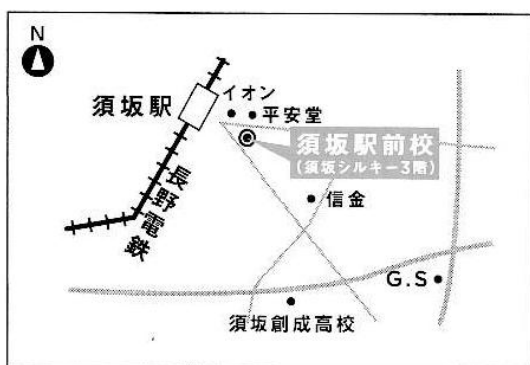 N
須坂駅
イオン
平安堂
須坂駅前校
(須坂シルキー3階)
長野電鉄
信金
G.S
須坂創成高校